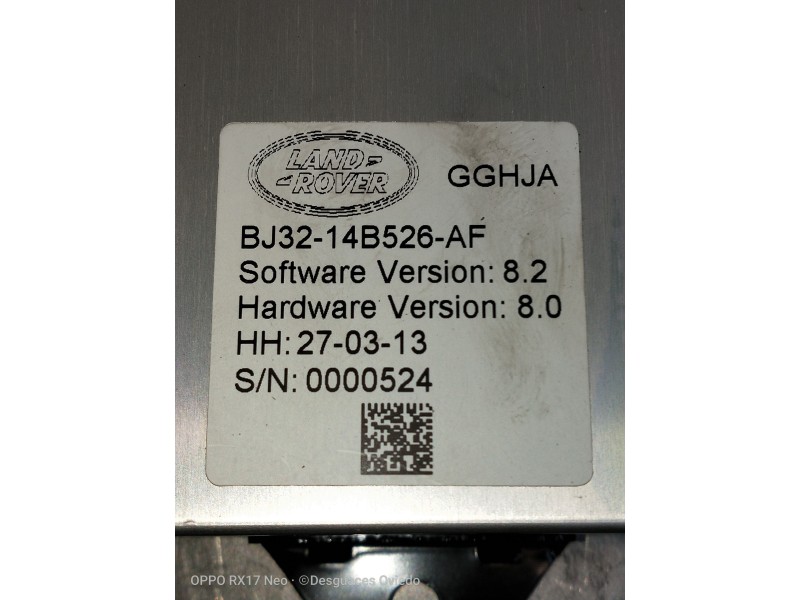 LAND-
-ROVER
GGHJA
BJ32-14B526-AF
Software Version: 8.2
Hardware Version: 8.0
HH: 27-03-13
S/N: 0000524
OPPO RX17 Neo · ©Desguaces Oviedo